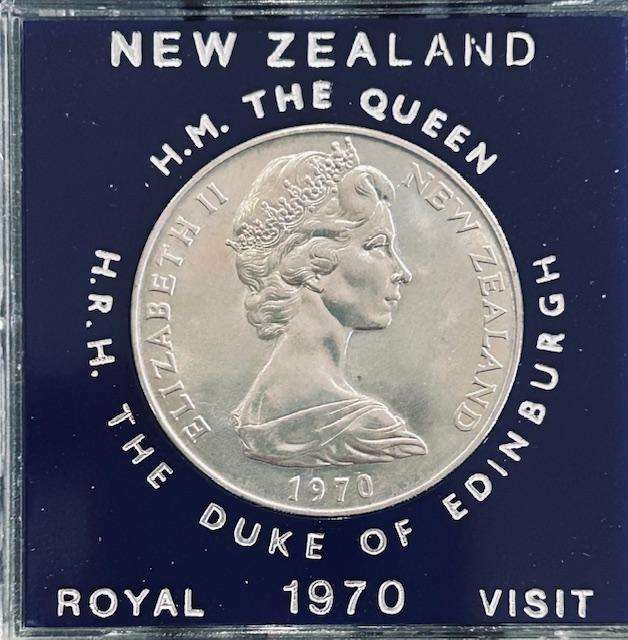 NEW ZEALAND
H.M. THE QUEEN
H.R.H. THE DUKE OF EDINBURGH
ELIZABETH II
NEW ZEALAND
1970
ROYAL 1970 VISIT